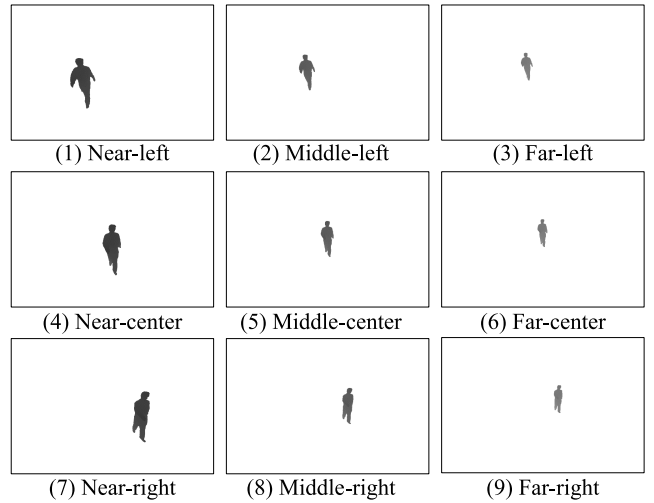 (1) Near-left
(2) Middle-left
(3) Far-left
(4) Near-center
(5) Middle-center
(6) Far-center
(7) Near-right
(8) Middle-right
(9) Far-right